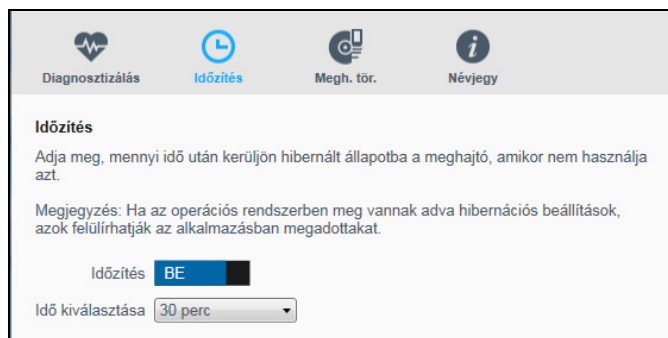 Diagnosztizálás
Időzítés
Megh. tör.
Névjegy
Időzítés
Adja meg, mennyi idő után kerüljön hibernált állapotba a meghajtó, amikor nem használja
azt.
Megjegyzés: Ha az operációs rendszerben meg vannak adva hibernációs beállítások,
azok felülírhatják az alkalmazásban megadottakat.
Időzítés BE
Idő kiválasztása 30 perc